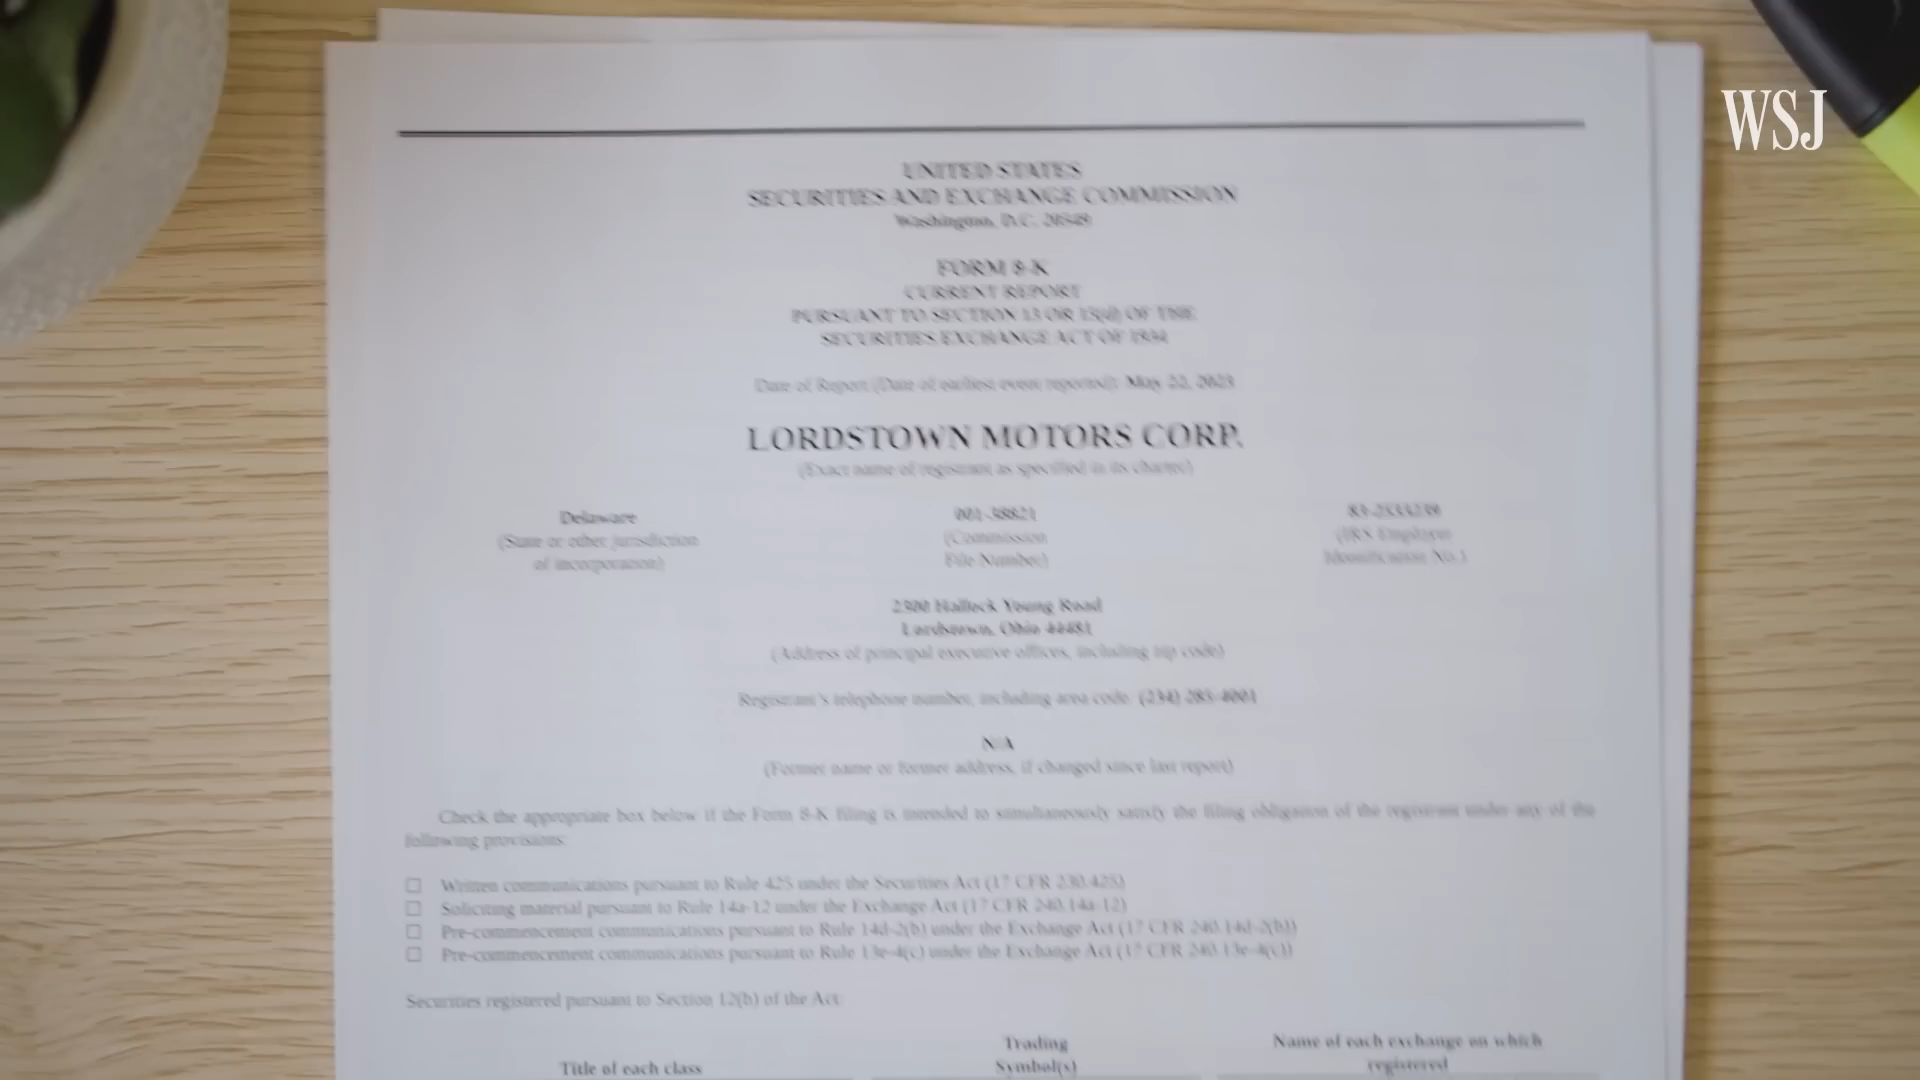 WSJ
UNITED STATES
SECURITIES AND EXCHANGE COMMISSION
Washington, D.C. 20549
FORM 8-K
CURRENT REPORT
PURSUANT TO SECTION 13 OR 15(d) OF THE
SECURITIES EXCHANGE ACT OF 1934
Date of Report (Date of earliest event reported): May 22, 2023
LORDSTOWN MOTORS CORP.
(Exact name of registrant as specified in its charter)
Delaware 001-38821
(State or other jurisdiction (Commission (IRS Employer
of incorporation) File Number) Identification No.)
2300 Hallock Young Road
Lordstown, Ohio 44481
(Address of principal executive offices, including zip code)
Registrant's telephone number, including area code: (234) 285-4001
N/A
(Former name or former address, if changed since last report)
Check the appropriate box below if the Form 8-K filing is intended to simultaneously satisfy the filing obligation of the registrant under any of the
following provisions:
☐ Written communications pursuant to Rule 425 under the Securities Act (17 CFR 230.425)
☐ Soliciting material pursuant to Rule 14a-12 under the Exchange Act (17 CFR 240.14a-12)
☐ Pre-commencement communications pursuant to Rule 14d-2(b) under the Exchange Act (17 CFR 240.14d-2(b))
☐ Pre-commencement communications pursuant to Rule 13e-4(c) under the Exchange Act (17 CFR 240.13e-4(c))
Securities registered pursuant to Section 12(b) of the Act:
Trading Name of each exchange on which
Title of each class Symbol(s) registered